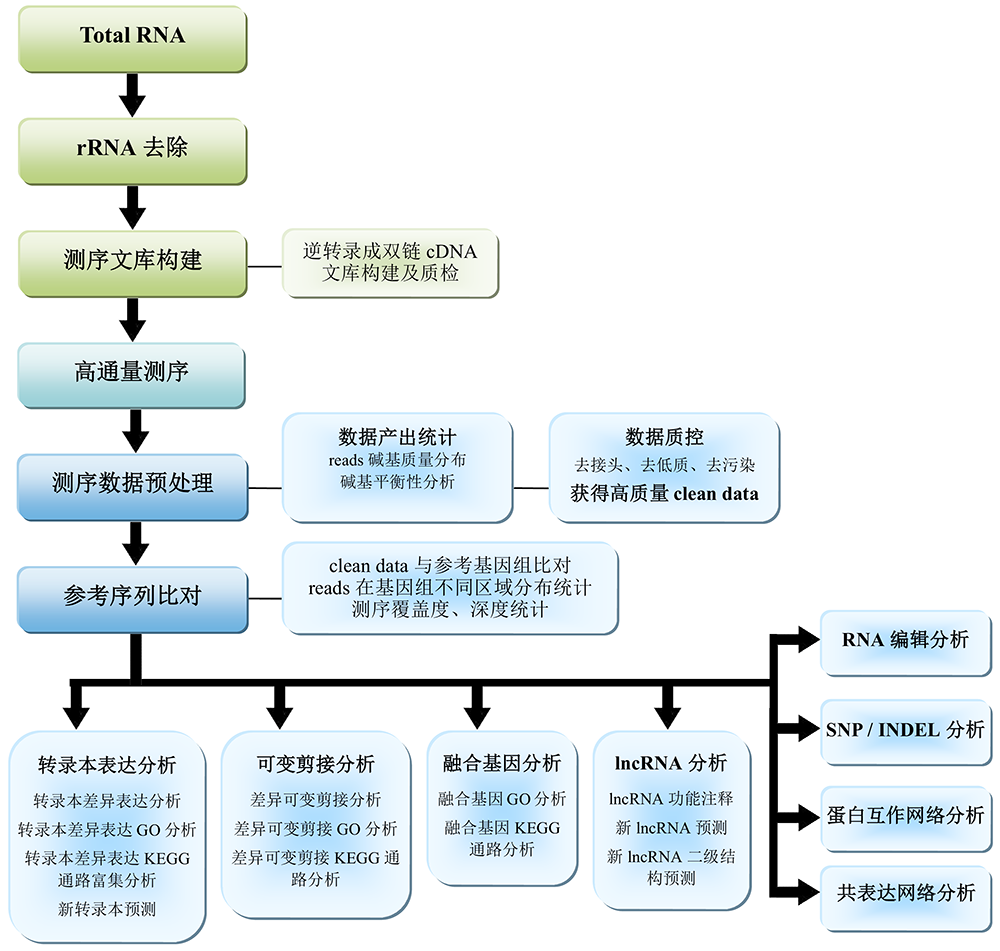 Total RNA
rRNA 去除
测序文库构建
逆转录成双链 cDNA
文库构建及质检
高通量测序
测序数据预处理
数据产出统计
reads 碱基质量分布
碱基平衡性分析
数据质控
去接头、去低质、去污染
获得高质量 clean data
参考序列比对
clean data 与参考基因组比对
reads 在基因组不同区域分布统计
测序覆盖度、深度统计
转录本表达分析
转录本差异表达分析
转录本差异表达 GO 分析
转录本差异表达 KEGG
通路富集分析
新转录本预测
可变剪接分析
差异可变剪接分析
差异可变剪接 GO 分析
差异可变剪接 KEGG 通
路分析
融合基因分析
融合基因 GO 分析
融合基因 KEGG
通路分析
lncRNA 分析
lncRNA 功能注释
新 lncRNA 预测
新 lncRNA 二级结
构预测
RNA 编辑分析
SNP / INDEL 分析
蛋白互作网络分析
共表达网络分析